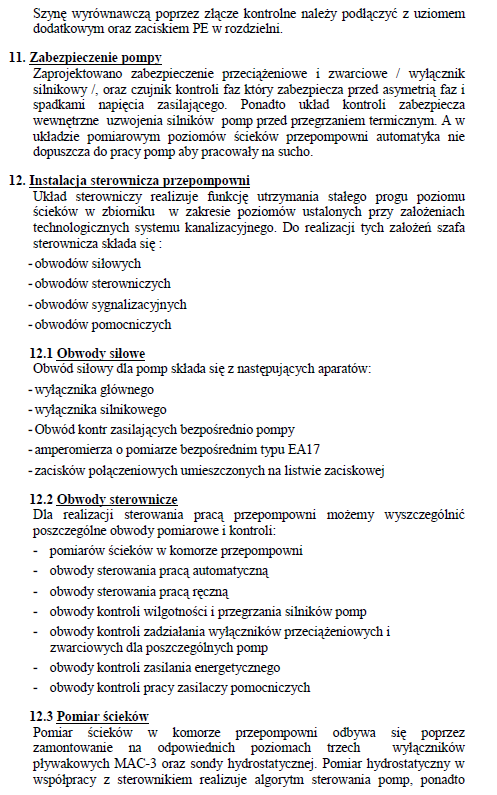 Szynę wyrównawczą poprzez złącze kontrolne należy podłączyć z uziomem
dodatkowym oraz zaciskiem PE w rozdzielni.
11. Zabezpieczenie pompy
Zaprojektowano zabezpieczenie przeciążeniowe i zwarciowe / wyłącznik
silnikowy /, oraz czujnik kontroli faz który zabezpiecza przed asymetrią faz i
spadkami napięcia zasilającego. Ponadto układ kontroli zabezpiecza
wewnętrzne uzwojenia silników pomp przed przegrzaniem termicznym. A w
układzie pomiarowym poziomów ścieków przepompowni automatyka nie
dopuszcza do pracy pomp aby pracowały na sucho.
12. Instalacja sterownicza przepompowni
Układ sterowniczy realizuje funkcję utrzymania stałego progu poziomu
ścieków w zbiorniku w zakresie poziomów ustalonych przy założeniach
technologicznych systemu kanalizacyjnego. Do realizacji tych założeń szafa
sterownicza składa się :
- obwodów siłowych
- obwodów sterowniczych
- obwodów sygnalizacyjnych
- obwodów pomocniczych
12.1 Obwody siłowe
Obwód siłowy dla pomp składa się z następujących aparatów:
- wyłącznika głównego
- wyłącznika silnikowego
- Obwód kontr zasilających bezpośrednio pompy
- amperomierza o pomiarze bezpośrednim typu EA17
- zacisków połączeniowych umieszczonych na listwie zaciskowej
12.2 Obwody sterownicze
Dla realizacji sterowania pracą przepompowni możemy wyszczególnić
poszczególne obwody pomiarowe i kontroli:
- pomiarów ścieków w komorze przepompowni
- obwody sterowania pracą automatyczną
- obwody sterowania pracą ręczną
- obwody kontroli wilgotności i przegrzania silników pomp
- obwody kontroli zadziałania wyłączników przeciążeniowych i
zwarciowych dla poszczególnych pomp
- obwody kontroli zasilania energetycznego
- obwody kontroli pracy zasilaczy pomocniczych
12.3 Pomiar ścieków
Pomiar ścieków w komorze przepompowni odbywa się poprzez
zamontowanie na odpowiednich poziomach trzech wyłączników
pływakowych MAC-3 oraz sondy hydrostatycznej. Pomiar hydrostatyczny w
współpracy z sterownikiem realizuje algorytm sterowania pomp, ponadto